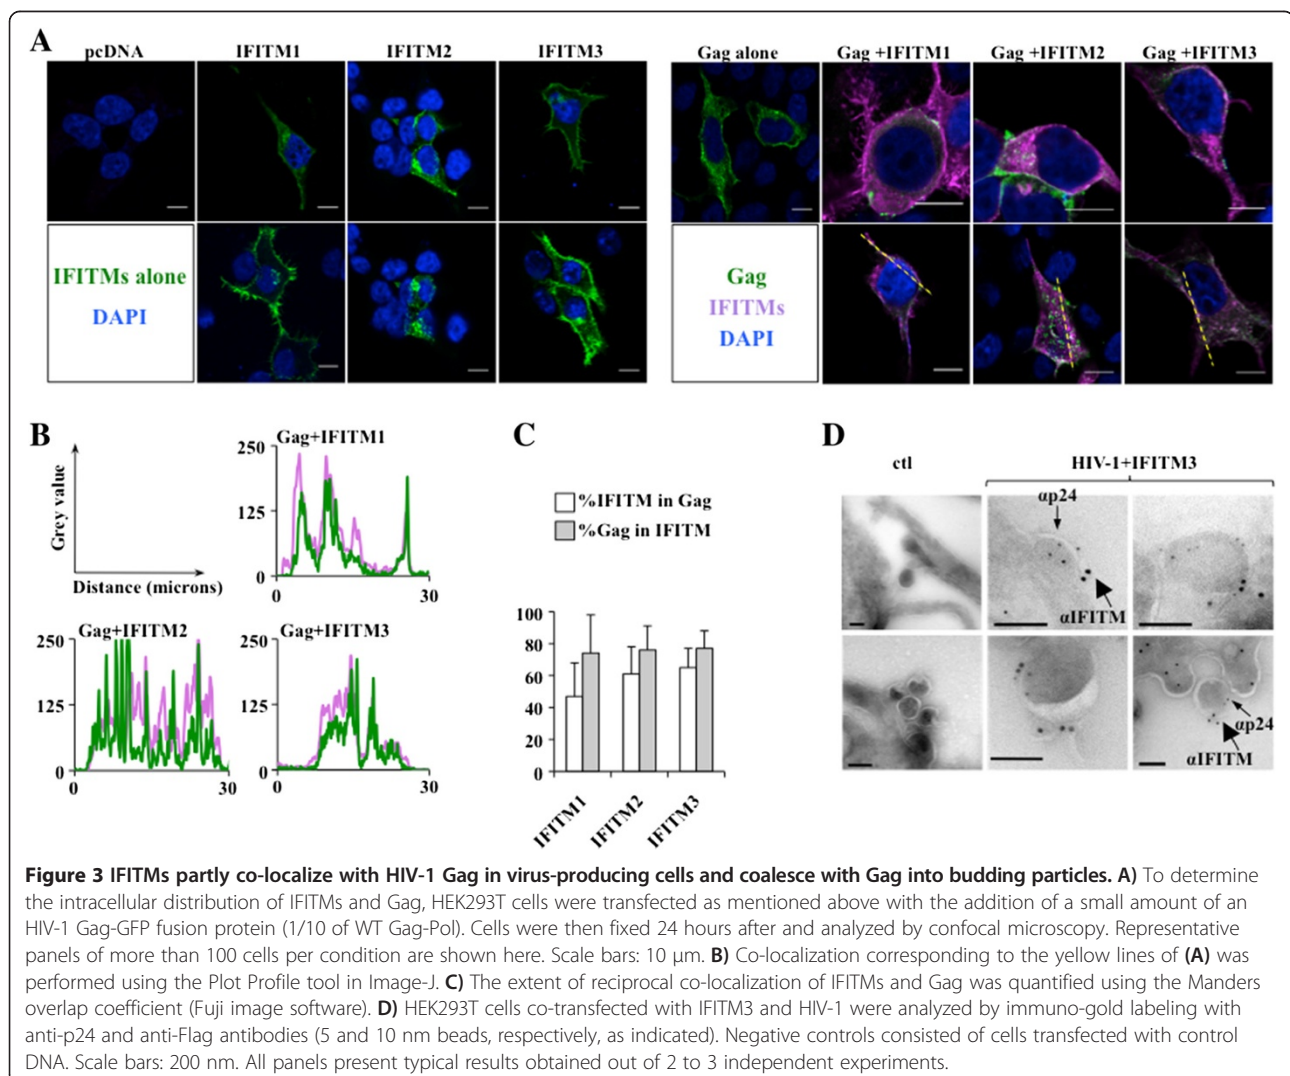 A
pcDNA
IFITM1
IFITM2
IFITM3
Gag alone
Gag +IFITM1
Gag +IFITM2
Gag +IFITM3
IFITMs alone
DAPI
Gag
IFITMs
DAPI
B
Grey value
Distance (microns)
Gag+IFITM1
250
125
0
0
30
Gag+IFITM2
250
125
0
0
30
Gag+IFITM3
250
125
0
0
30
C
%IFITM in Gag
%Gag in IFITM
100
80
60
40
20
0
IFITM1
IFITM2
IFITM3
D
ctl
HIV-1+IFITM3
αp24
αIFITM
αp24
αIFITM
Figure 3 IFITMs partly co-localize with HIV-1 Gag in virus-producing cells and coalesce with Gag into budding particles. A) To determine
the intracellular distribution of IFITMs and Gag, HEK293T cells were transfected as mentioned above with the addition of a small amount of an
HIV-1 Gag-GFP fusion protein (1/10 of WT Gag-Pol). Cells were then fixed 24 hours after and analyzed by confocal microscopy. Representative
panels of more than 100 cells per condition are shown here. Scale bars: 10 μm. B) Co-localization corresponding to the yellow lines of (A) was
performed using the Plot Profile tool in Image-J. C) The extent of reciprocal co-localization of IFITMs and Gag was quantified using the Manders
overlap coefficient (Fuji image software). D) HEK293T cells co-transfected with IFITM3 and HIV-1 were analyzed by immuno-gold labeling with
anti-p24 and anti-Flag antibodies (5 and 10 nm beads, respectively, as indicated). Negative controls consisted of cells transfected with control
DNA. Scale bars: 200 nm. All panels present typical results obtained out of 2 to 3 independent experiments.